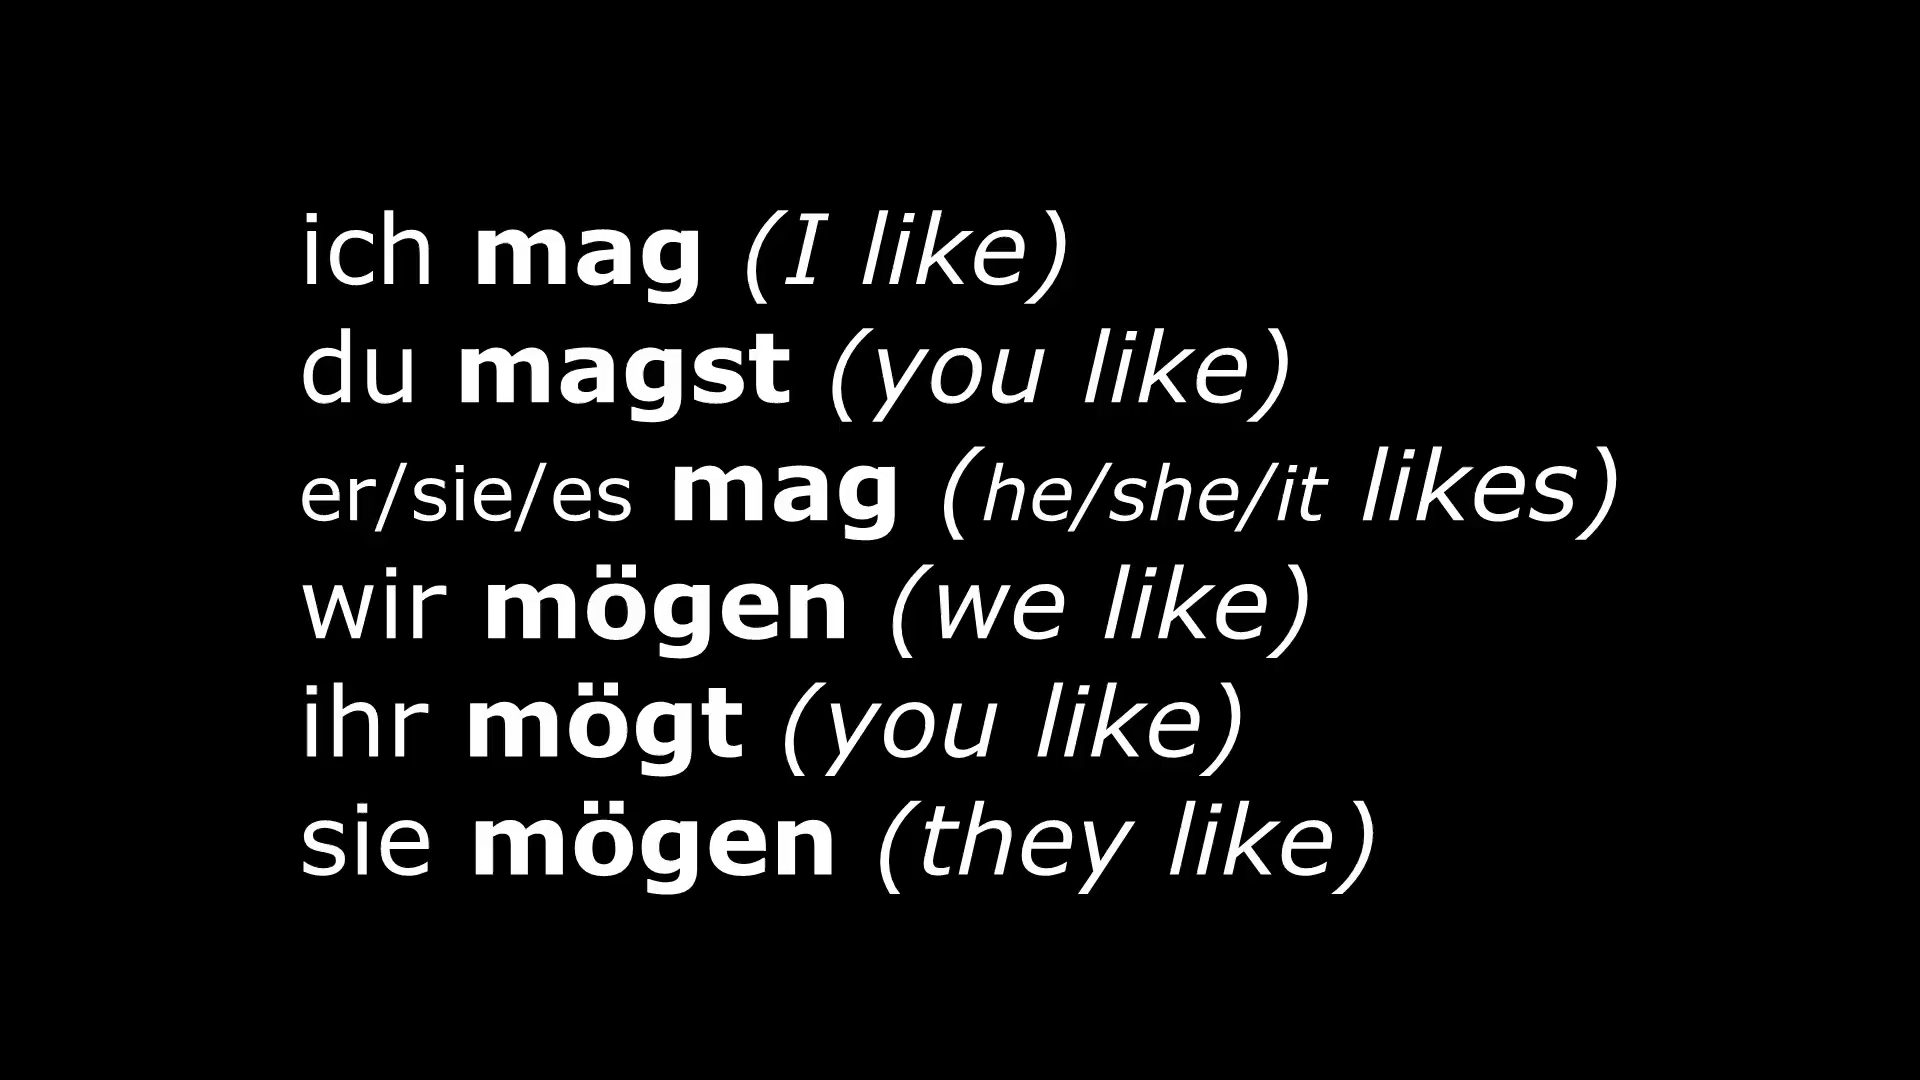 ich mag (I like)
du magst (you like)
er/sie/es mag (he/she/it likes)
wir mögen (we like)
ihr mögt (you like)
sie mögen (they like)